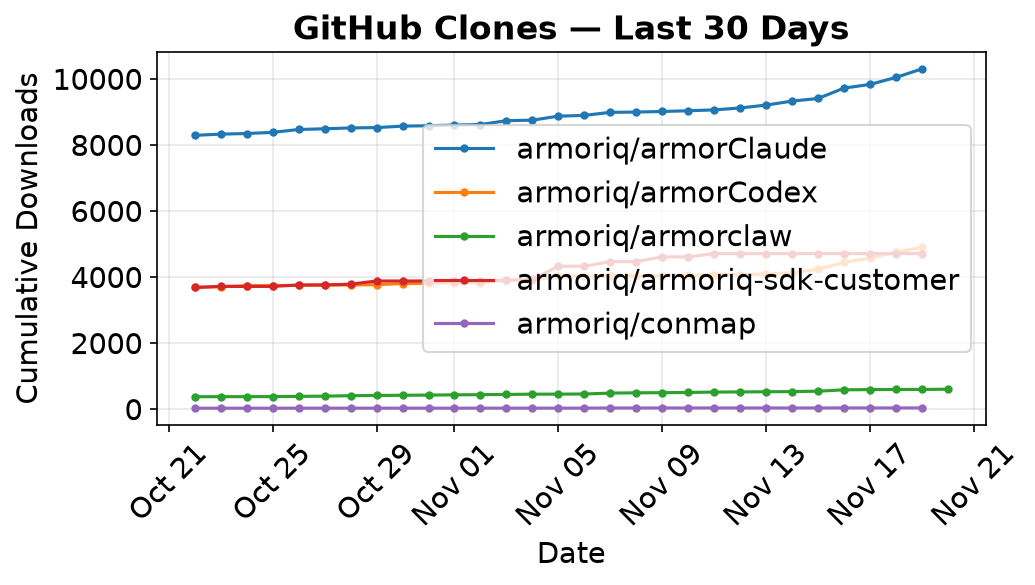 GitHub Clones — Last 30 Days
Cumulative Downloads
10000
8000
6000
4000
2000
0
armoriq/armorClaude
armoriq/armorCodex
armoriq/armorclaw
armoriq/armoriq-sdk-customer
armoriq/conmap
Oct 21
Oct 25
Oct 29
Nov 01
Nov 05
Nov 09
Nov 13
Nov 17
Nov 21
Date